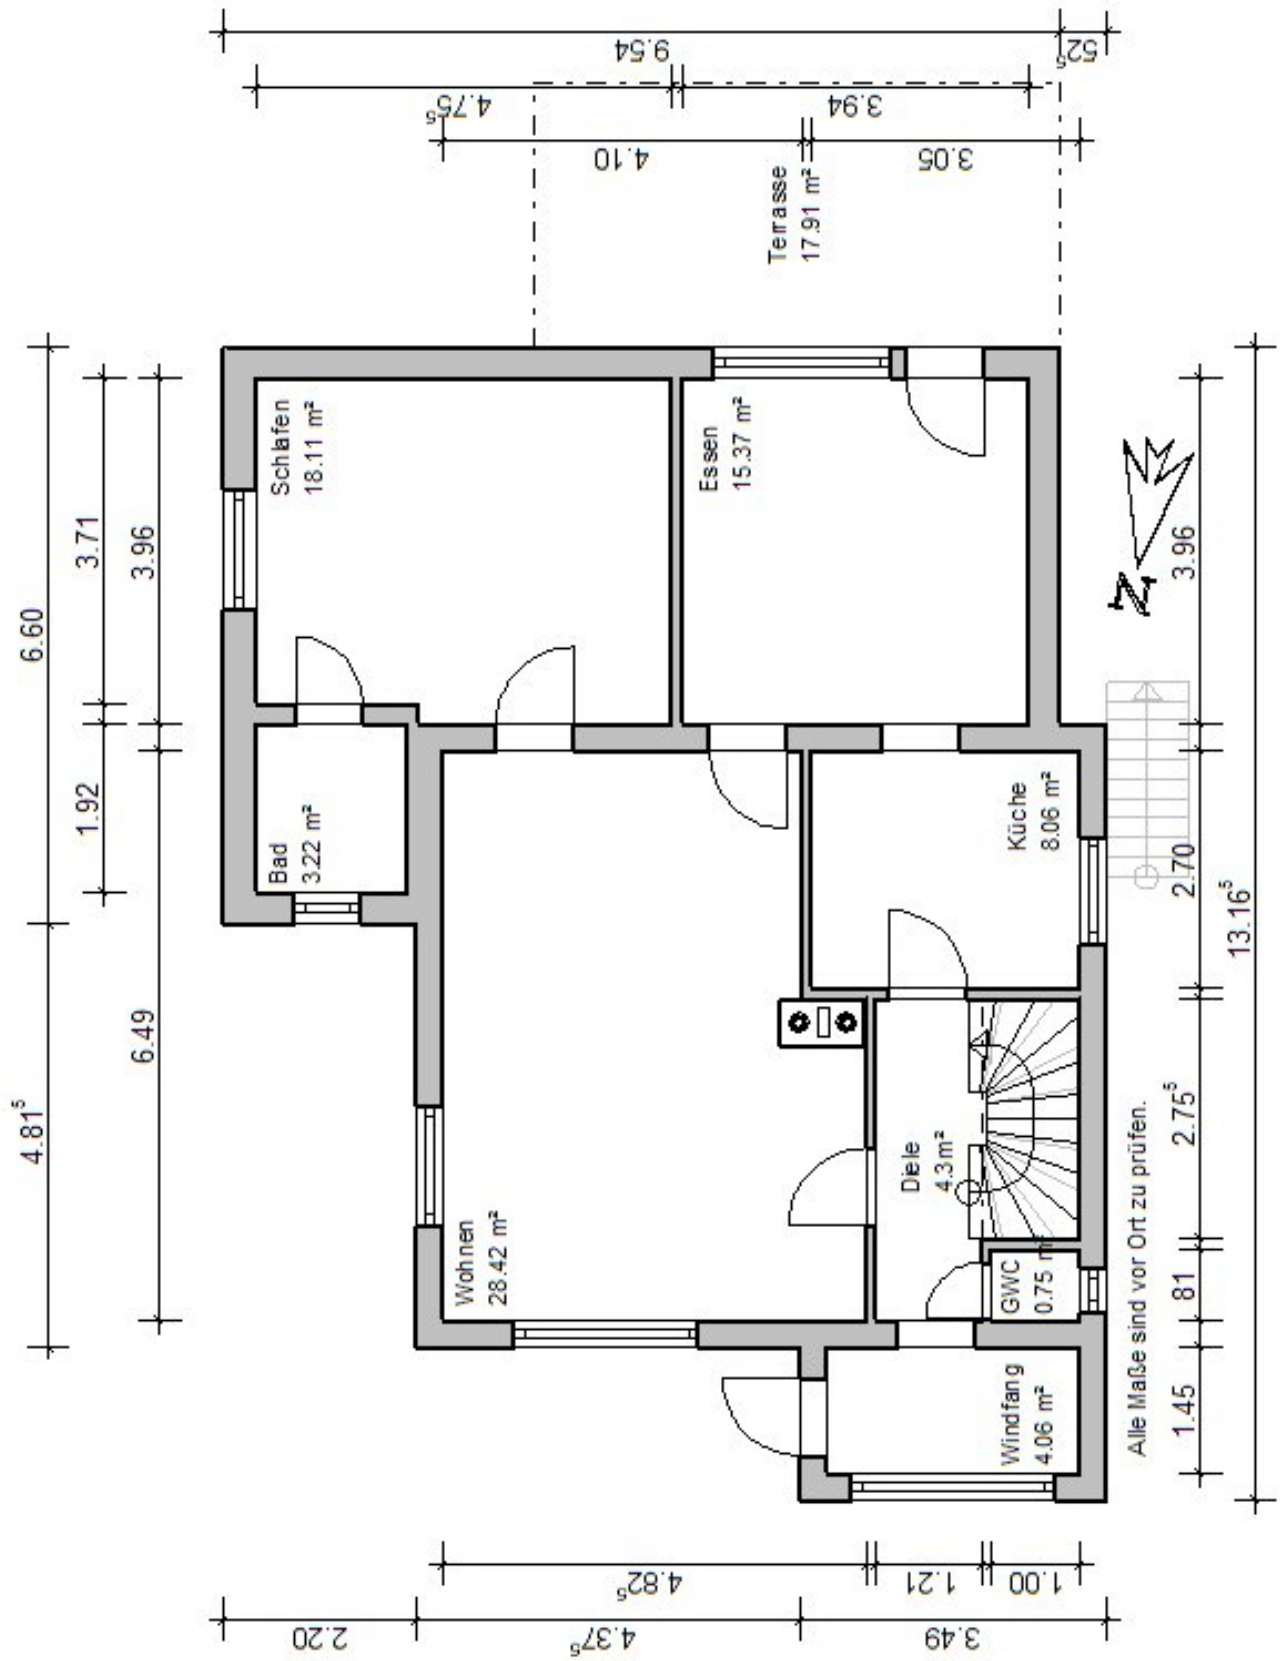 9.54
52⁵
4.75⁵
3.94
4.10
3.05
Terrasse
17.91 m²
Schlafen
18.11 m²
Essen
15.37 m²
3.71
3.96
6.60
3.96
N
Bad
3.22 m²
1.92
Küche
8.06 m²
2.70
13.16⁵
6.49
4.81⁵
Wohnen
28.42 m²
Diele
4.3m²
2.75⁵
GWC
0.75 m²
81
Windfang
4.06 m²
1.45
Alle Maße sind vor Ort zu prüfen.
4.82⁵
1.21
1.00
2.20
4.37⁵
3.49